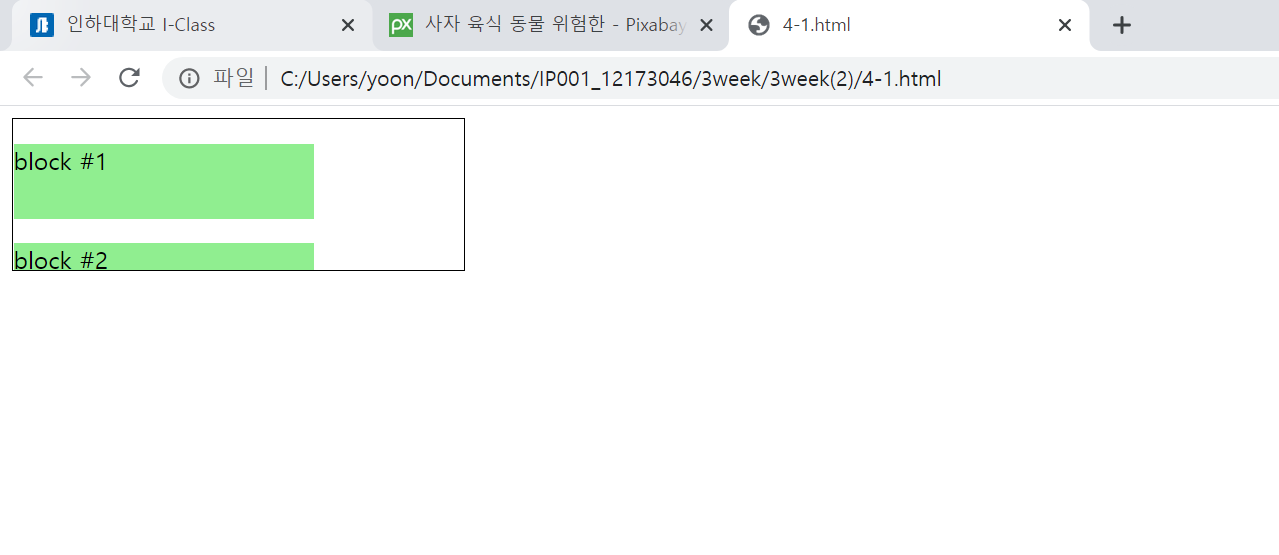 인하대학교 I-Class
사자 육식 동물 위험한 - Pixabay
4-1.html
파일 C:/Users/yoon/Documents/IP001_12173046/3week/3week(2)/4-1.html
block #1
block #2